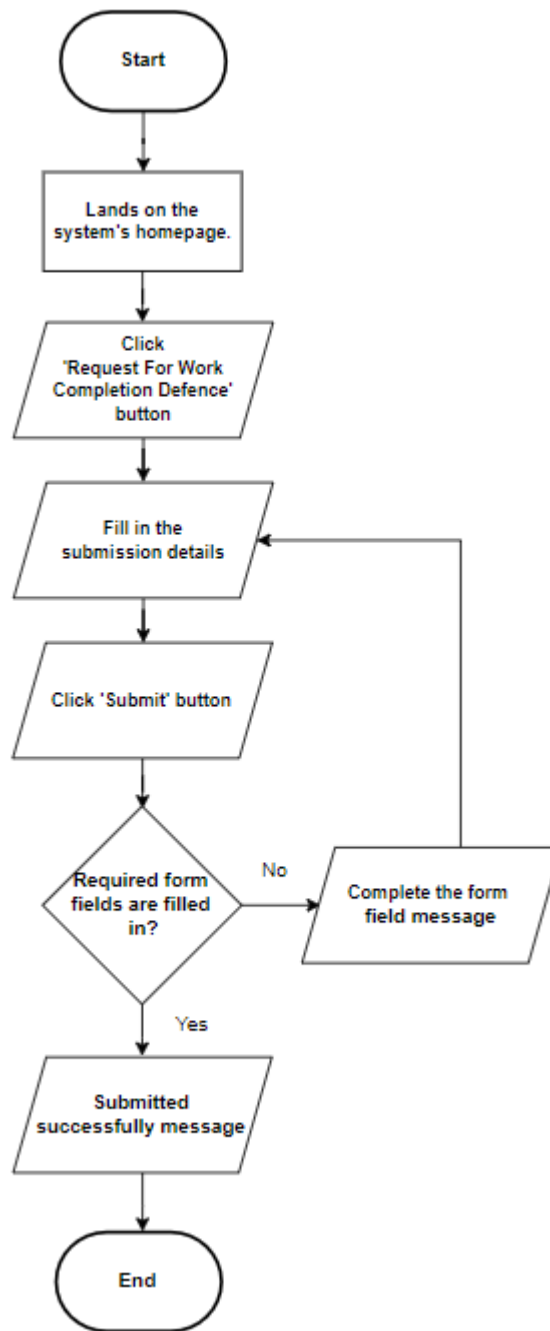 Start
Lands on the
system's homepage.
Click
'Request For Work
Completion Defence'
button
Fill in the
submission details
Click 'Submit' button
Required form
fields are filled
in?
No
Complete the form
field message
Yes
Submitted
successfully message
End